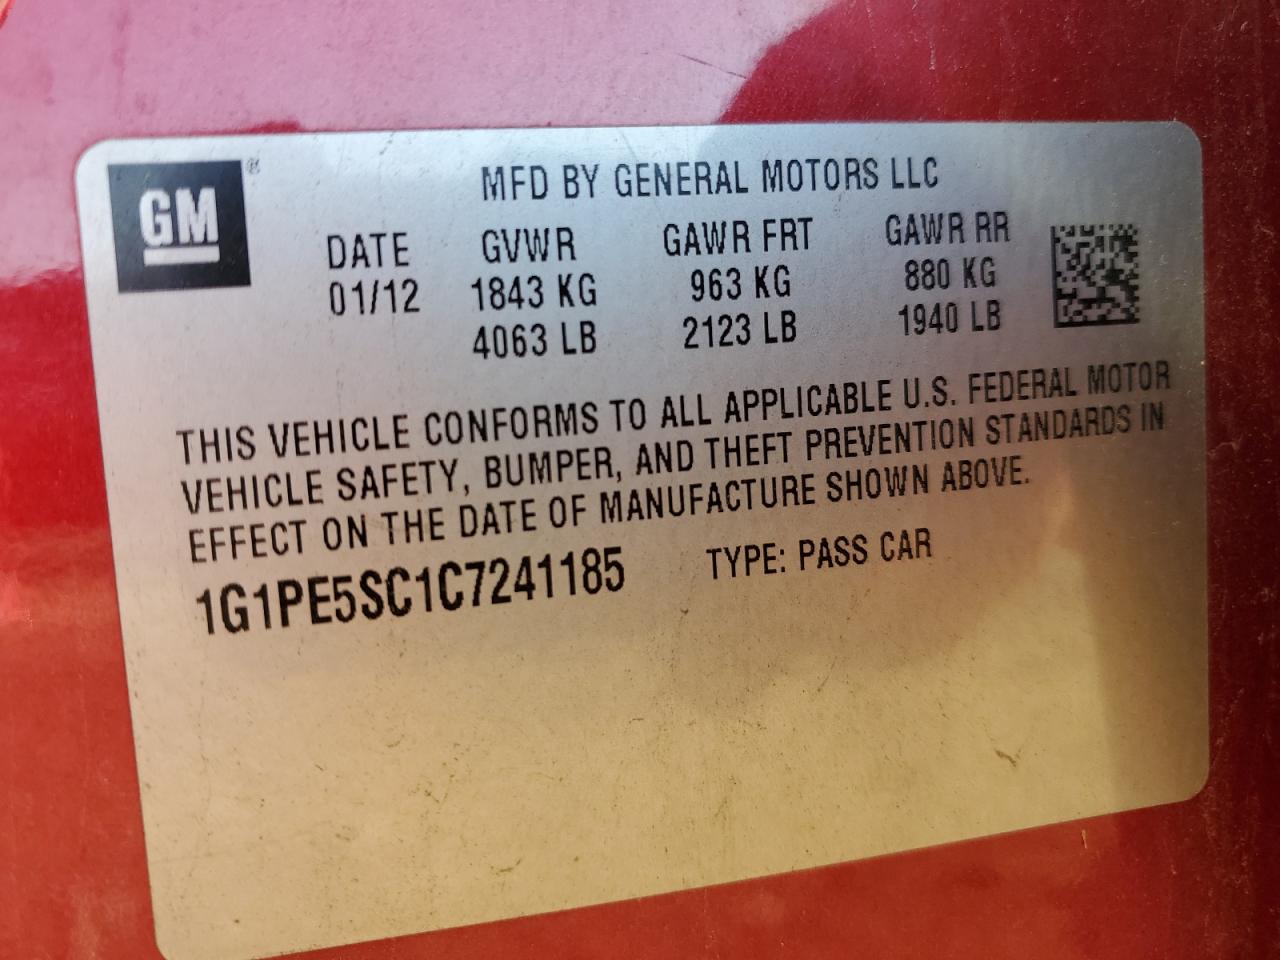 GM®
MFD BY GENERAL MOTORS LLC
DATE GVWR GAWR FRT GAWR RR
01/12 1843 KG 963 KG 880 KG
4063 LB 2123 LB 1940 LB
THIS VEHICLE CONFORMS TO ALL APPLICABLE U.S. FEDERAL MOTOR
VEHICLE SAFETY, BUMPER, AND THEFT PREVENTION STANDARDS IN
EFFECT ON THE DATE OF MANUFACTURE SHOWN ABOVE.
1G1PE5SC1C7241185 TYPE: PASS CAR